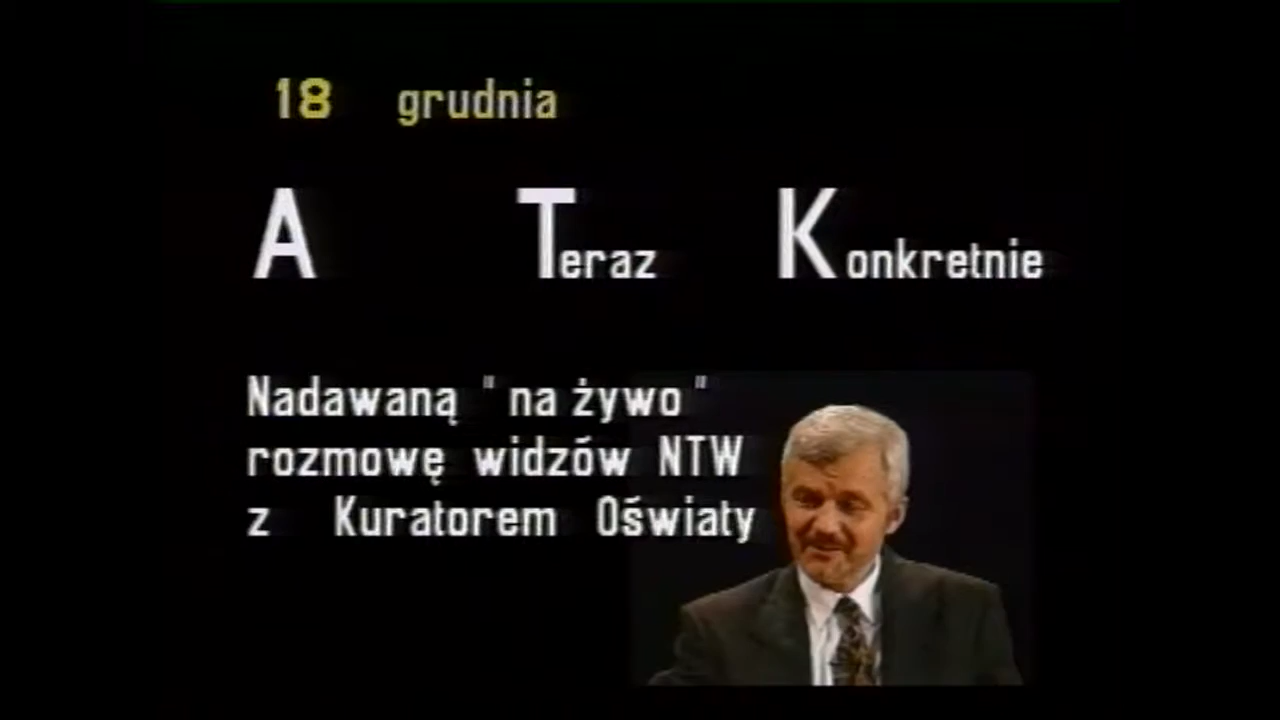 18 grudnia
A Teraz Konkretnie
Nadawaną "na żywo"
rozmowę widzów NTW
z Kuratorem Oświaty